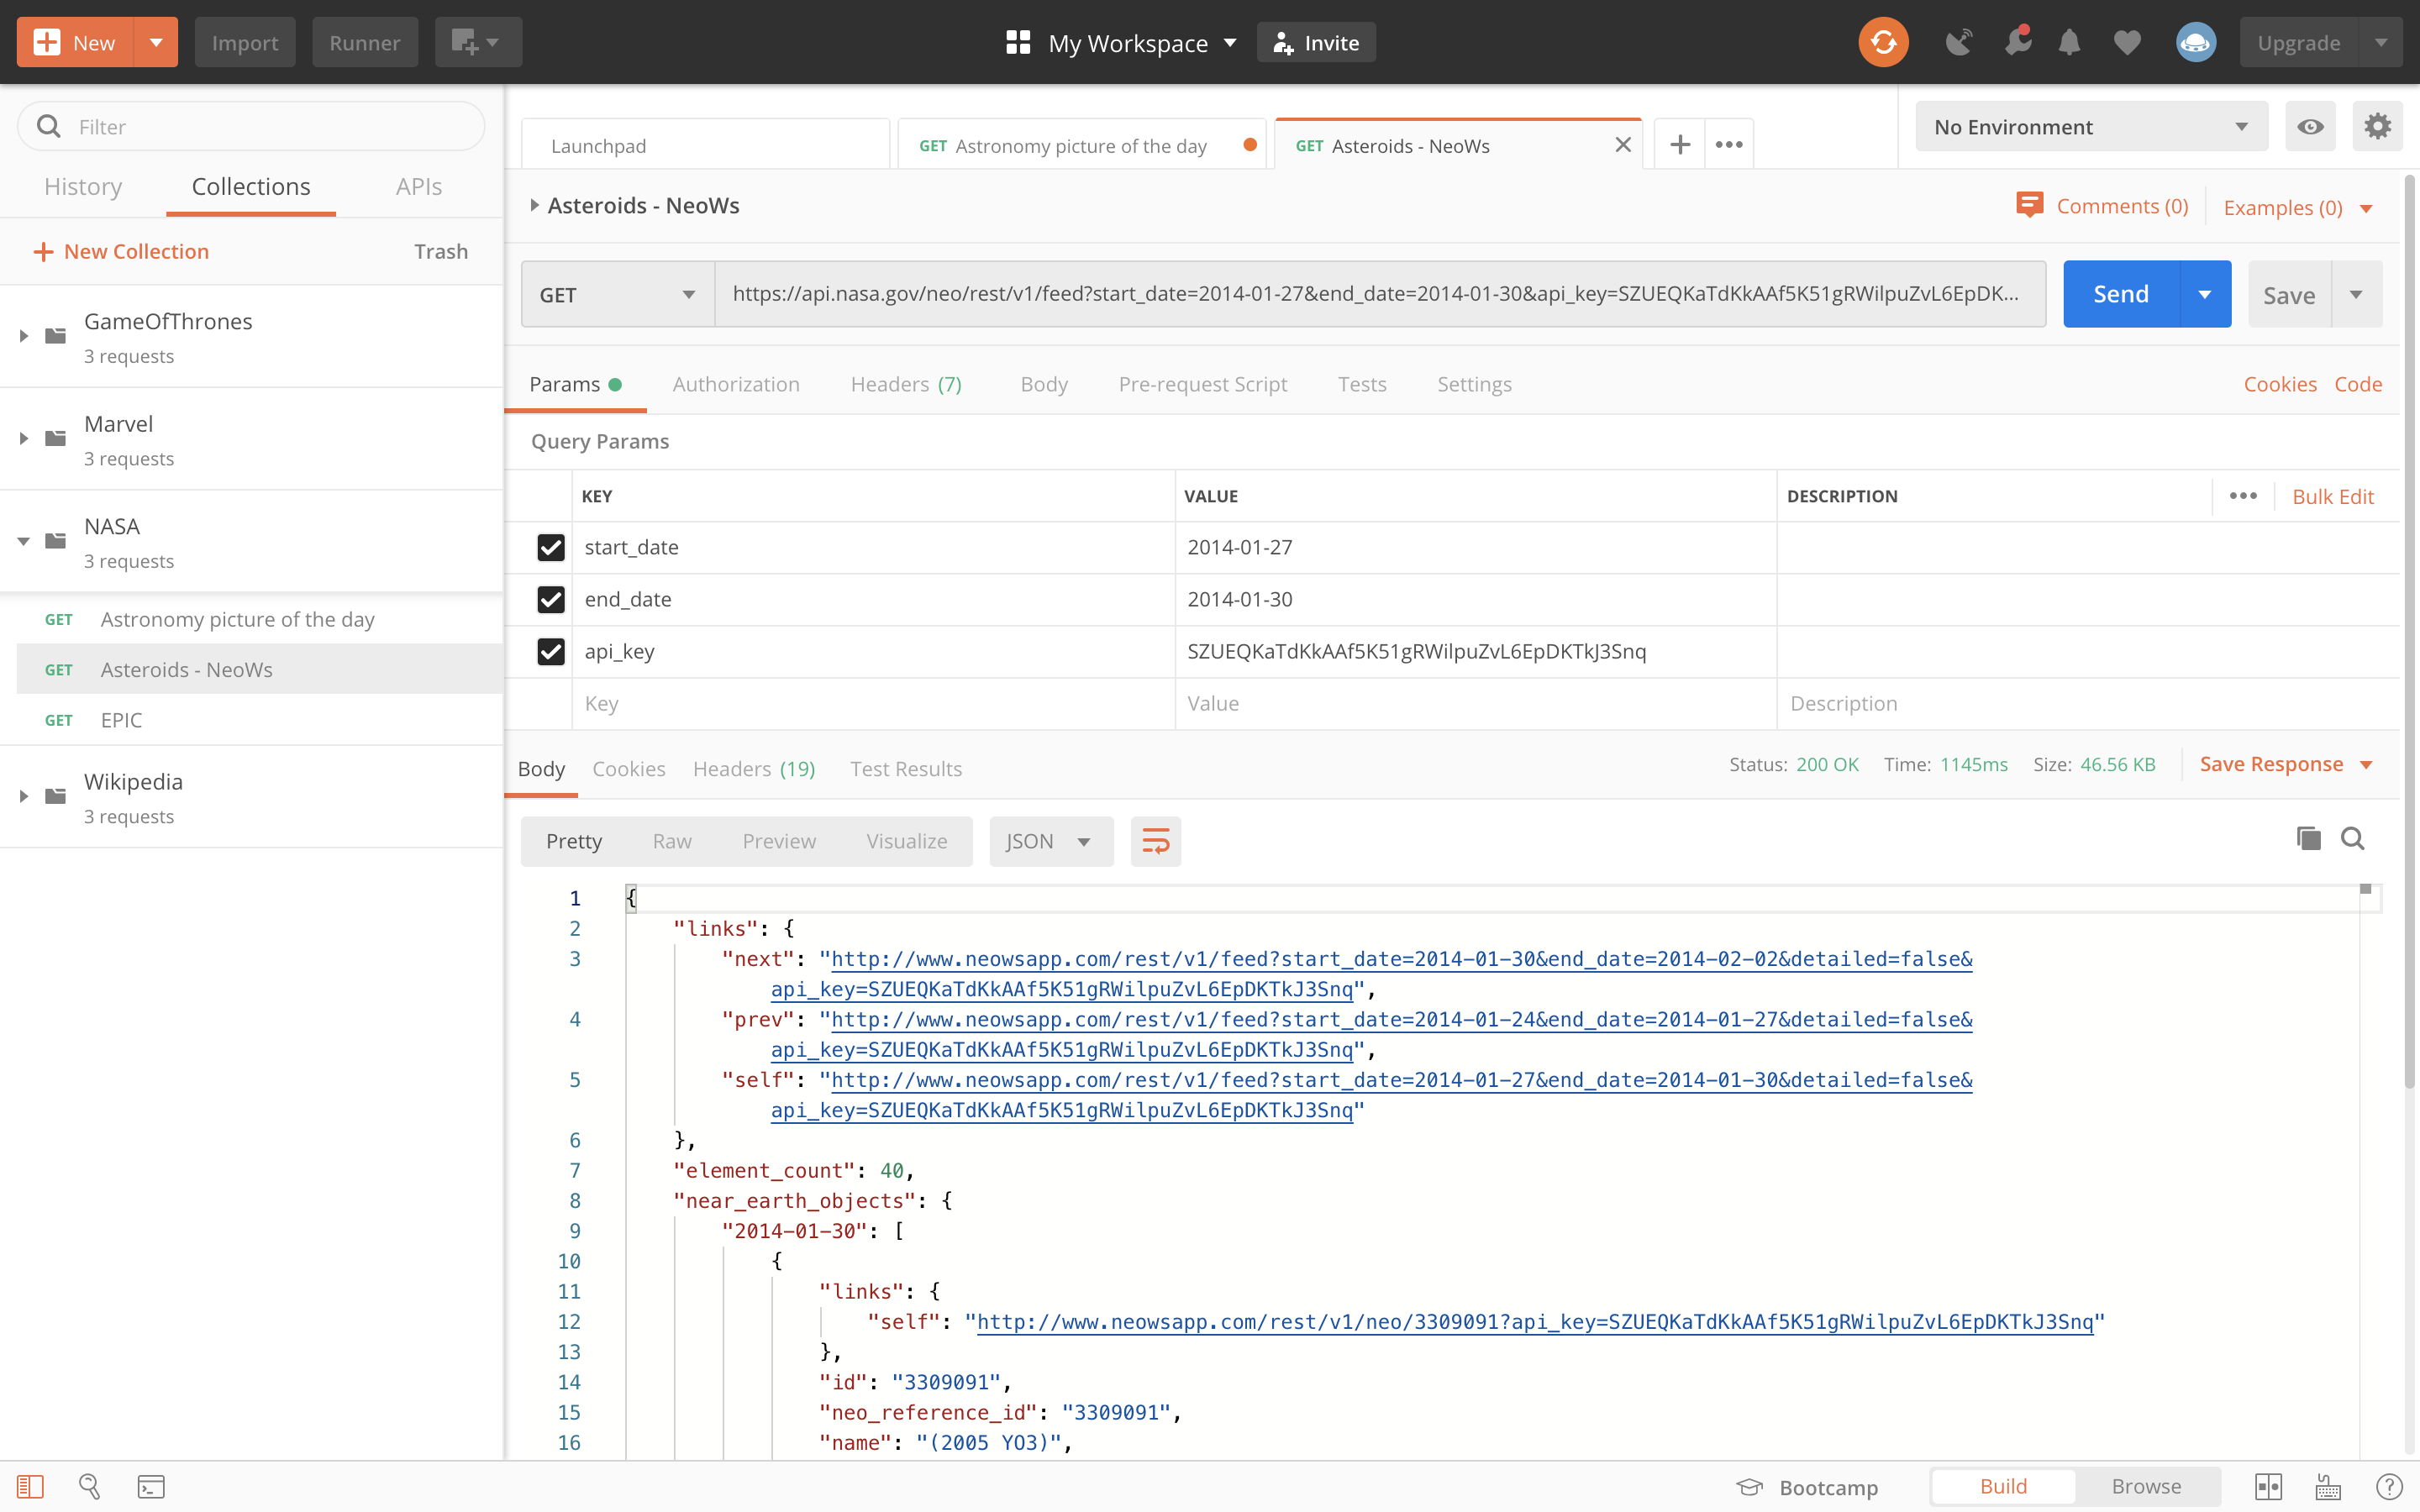 New
Import
Runner
My Workspace
Invite
Upgrade
Filter
History
Collections
APIs
New Collection
Trash
GameOfThrones
3 requests
Marvel
3 requests
NASA
3 requests
GET Astronomy picture of the day
GET Asteroids - NeoWs
GET EPIC
Wikipedia
3 requests
Launchpad
GET Astronomy picture of the day
GET Asteroids - NeoWs
No Environment
Asteroids - NeoWs
Comments (0)
Examples (0)
GET
https://api.nasa.gov/neo/rest/v1/feed?start_date=2014-01-27&end_date=2014-01-30&api_key=SZUEQKaTdKkAAf5K51gRWilpuZvL6EpDK...
Send
Save
Params
Authorization
Headers (7)
Body
Pre-request Script
Tests
Settings
Cookies
Code
Query Params
KEY VALUE DESCRIPTION
Bulk Edit
start_date 2014-01-27
end_date 2014-01-30
api_key SZUEQKaTdKkAAf5K51gRWilpuZvL6EpDKTkJ3Snq
Key Value Description
Body
Cookies
Headers (19)
Test Results
Status: 200 OK
Time: 1145ms
Size: 46.56 KB
Save Response
Pretty
Raw
Preview
Visualize
JSON
1 {
2 "links": {
3 "next": "http://www.neowsapp.com/rest/v1/feed?start_date=2014-01-30&end_date=2014-02-02&detailed=false&
api_key=SZUEQKaTdKkAAf5K51gRWilpuZvL6EpDKTkJ3Snq",
4 "prev": "http://www.neowsapp.com/rest/v1/feed?start_date=2014-01-24&end_date=2014-01-27&detailed=false&
api_key=SZUEQKaTdKkAAf5K51gRWilpuZvL6EpDKTkJ3Snq",
5 "self": "http://www.neowsapp.com/rest/v1/feed?start_date=2014-01-27&end_date=2014-01-30&detailed=false&
api_key=SZUEQKaTdKkAAf5K51gRWilpuZvL6EpDKTkJ3Snq"
6 },
7 "element_count": 40,
8 "near_earth_objects": {
9 "2014-01-30": [
10 {
11 "links": {
12 "self": "http://www.neowsapp.com/rest/v1/neo/3309091?api_key=SZUEQKaTdKkAAf5K51gRWilpuZvL6EpDKTkJ3Snq"
13 },
14 "id": "3309091",
15 "neo_reference_id": "3309091",
16 "name": "(2005 YO3)",
Bootcamp
Build
Browse